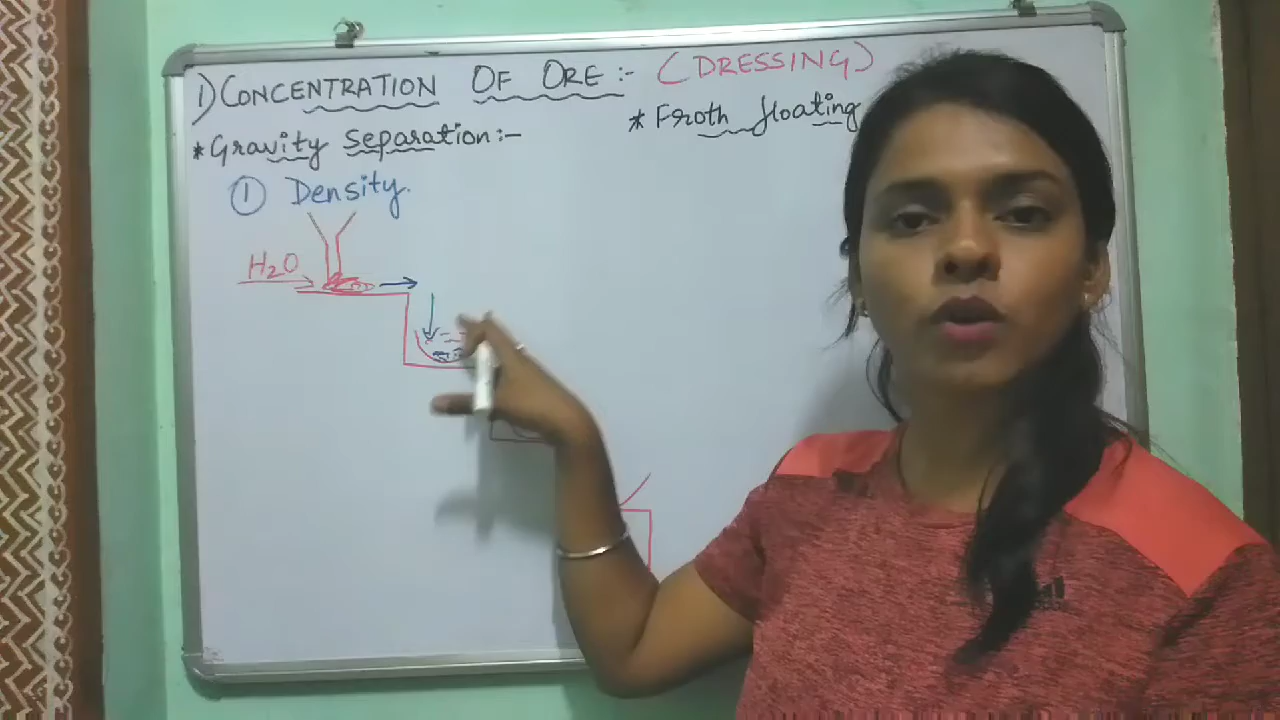 1) CONCENTRATION OF ORE :- (DRESSING)
* Gravity separation :-
* Froth floating
① Density.
H₂O